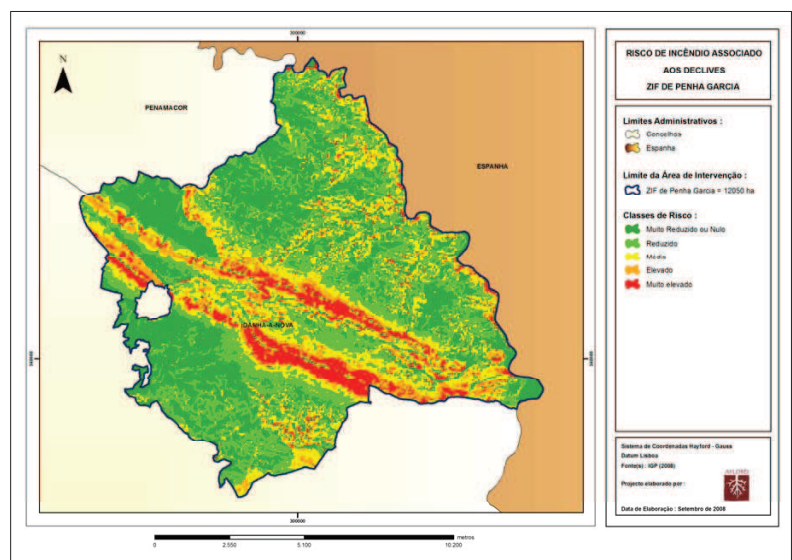 300000
N
PENAMACOR
ESPANHA
IDANHA-A-NOVA
300000
metros
0 2.550 5.100 10.200
RISCO DE INCÊNDIO ASSOCIADO
AOS DECLIVES
ZIF DE PENHA GARCIA
Limites Administrativos :
Concelhos
Espanha
Limite da Área de Intervenção :
ZIF de Penha Garcia = 12050 ha
Classes de Risco :
Muito Reduzido ou Nulo
Reduzido
Médio
Elevado
Muito elevado
Sistema de Coordenadas Hayford - Gauss
Datum Lisboa
Fonte(s) : IGP (2008)
Projecto elaborado por :
Data de Elaboração : Setembro de 2008